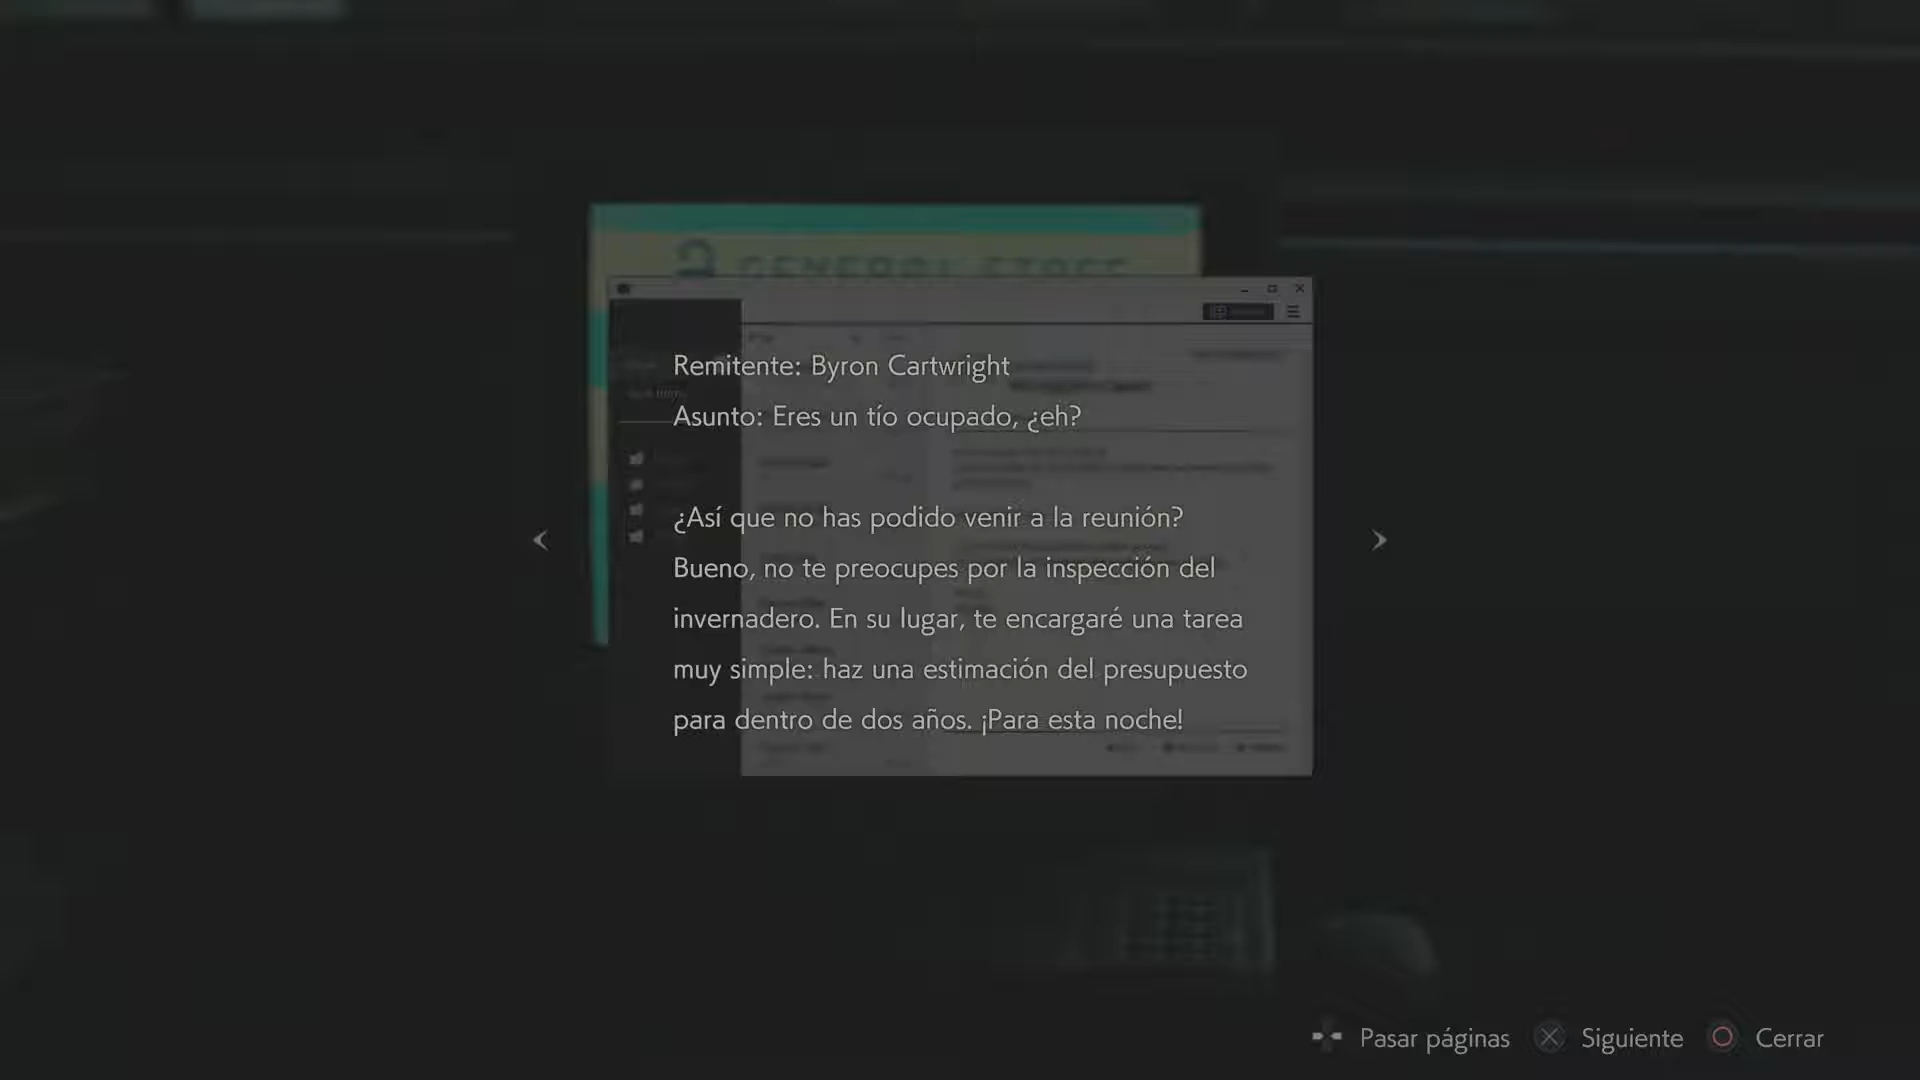 GENERAL STAFF
Remitente: Byron Cartwright
Asunto: Eres un tío ocupado, ¿eh?
¿Así que no has podido venir a la reunión?
Bueno, no te preocupes por la inspección del
invernadero. En su lugar, te encargaré una tarea
muy simple: haz una estimación del presupuesto
para dentro de dos años. ¡Para esta noche!
Pasar páginas
Siguiente
Cerrar